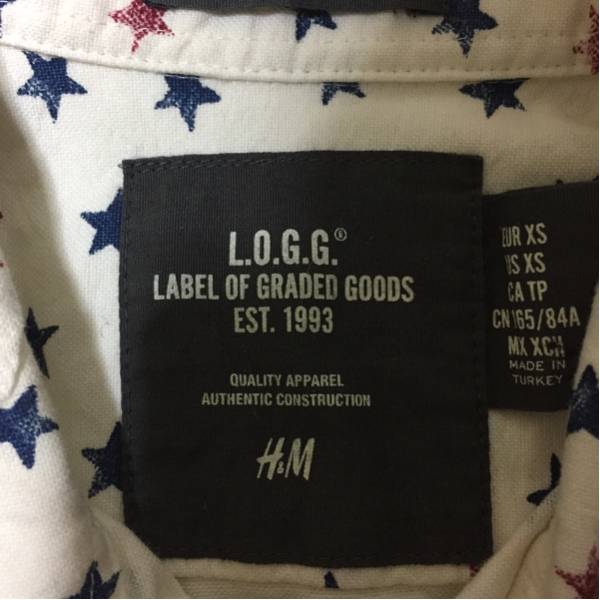 L.O.G.G.®
LABEL OF GRADED GOODS
EST. 1993
QUALITY APPAREL
AUTHENTIC CONSTRUCTION
H&M
EUR XS
US XS
CA TP
CN 165/84A
MX XCH
MADE IN
TURKEY